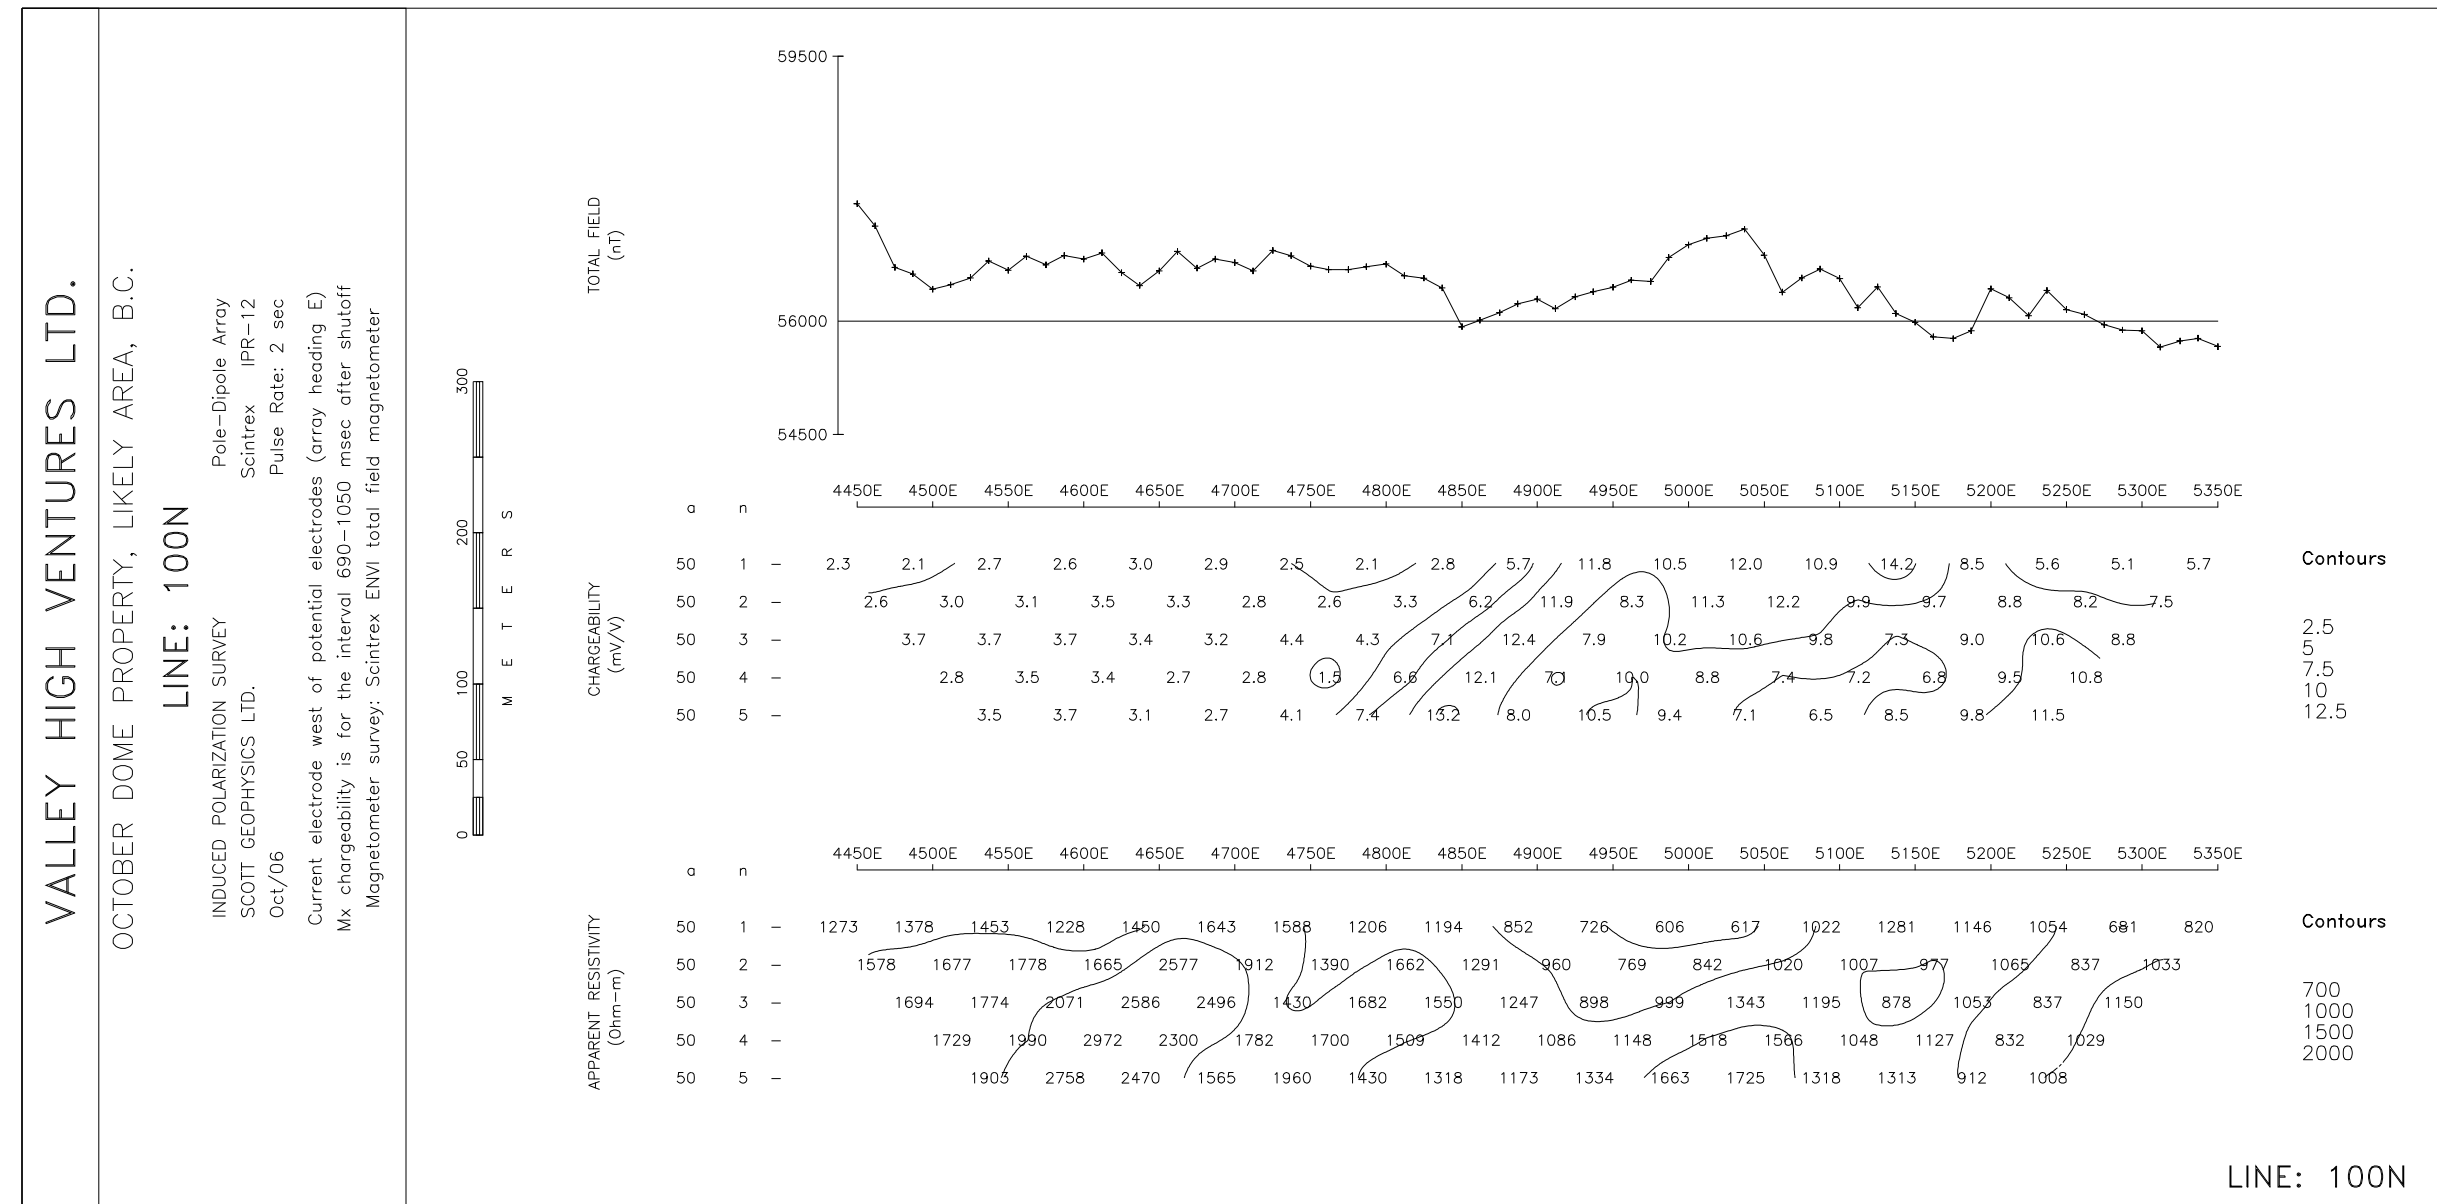 VALLEY HIGH VENTURES LTD.
OCTOBER DOME PROPERTY, LIKELY AREA, B.C.
LINE: 100N
INDUCED POLARIZATION SURVEY Pole-Dipole Array
SCOTT GEOPHYSICS LTD. Scintrex IPR-12
Oct/06 Pulse Rate: 2 sec
Current electrode west of potential electrodes (array heading E)
Mx chargeability is for the interval 690-1050 msec after shutoff
Magnetometer survey: Scintrex ENVI total field magnetometer
0 50 100 200 300
METERS
TOTAL FIELD
(nT)
59500
56000
54500
4450E 4500E 4550E 4600E 4650E 4700E 4750E 4800E 4850E 4900E 4950E 5000E 5050E 5100E 5150E 5200E 5250E 5300E 5350E
a n
CHARGEABILITY
(mV/V)
50 1 - 2.3 2.1 2.7 2.6 3.0 2.9 2.5 2.1 2.8 5.7 11.8 10.5 12.0 10.9 14.2 8.5 5.6 5.1 5.7
50 2 - 2.6 3.0 3.1 3.5 3.3 2.8 2.6 3.3 6.2 11.9 8.3 11.3 12.2 9.9 9.7 8.8 8.2 7.5
50 3 - 3.7 3.7 3.7 3.4 3.2 4.4 4.3 7.1 12.4 7.9 10.2 10.6 9.8 7.3 9.0 10.6 8.8
50 4 - 2.8 3.5 3.4 2.7 2.8 1.5 6.6 12.1 7.1 10.0 8.8 7.4 7.2 6.8 9.5 10.8
50 5 - 3.5 3.7 3.1 2.7 4.1 7.4 13.2 8.0 10.5 9.4 7.1 6.5 8.5 9.8 11.5
Contours
2.5
5
7.5
10
12.5
4450E 4500E 4550E 4600E 4650E 4700E 4750E 4800E 4850E 4900E 4950E 5000E 5050E 5100E 5150E 5200E 5250E 5300E 5350E
a n
APPARENT RESISTIVITY
(Ohm-m)
50 1 - 1273 1378 1453 1228 1450 1643 1588 1206 1194 852 726 606 617 1022 1281 1146 1054 681 820
50 2 - 1578 1677 1778 1665 2577 1912 1390 1662 1291 960 769 842 1020 1007 977 1065 837 1033
50 3 - 1694 1774 2071 2586 2496 1430 1682 1550 1247 898 999 1343 1195 878 1053 837 1150
50 4 - 1729 1990 2972 2300 1782 1700 1509 1412 1086 1148 1518 1566 1048 1127 832 1029
50 5 - 1903 2758 2470 1565 1960 1430 1318 1173 1334 1663 1725 1318 1313 912 1008
Contours
700
1000
1500
2000
LINE: 100N